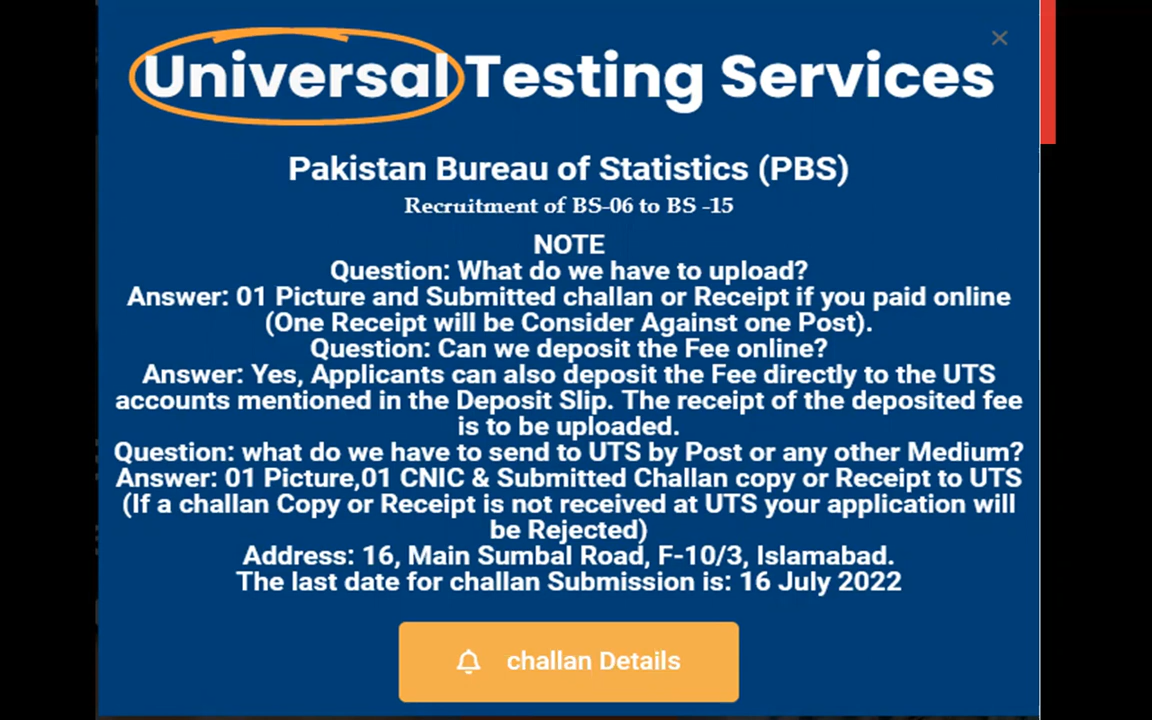 Universal Testing Services
Pakistan Bureau of Statistics (PBS)
Recruitment of BS-06 to BS -15
NOTE
Question: What do we have to upload?
Answer: 01 Picture and Submitted challan or Receipt if you paid online
(One Receipt will be Consider Against one Post).
Question: Can we deposit the Fee online?
Answer: Yes, Applicants can also deposit the Fee directly to the UTS
accounts mentioned in the Deposit Slip. The receipt of the deposited fee
is to be uploaded.
Question: what do we have to send to UTS by Post or any other Medium?
Answer: 01 Picture,01 CNIC & Submitted Challan copy or Receipt to UTS
(If a challan Copy or Receipt is not received at UTS your application will
be Rejected)
Address: 16, Main Sumbal Road, F-10/3, Islamabad.
The last date for challan Submission is: 16 July 2022
challan Details